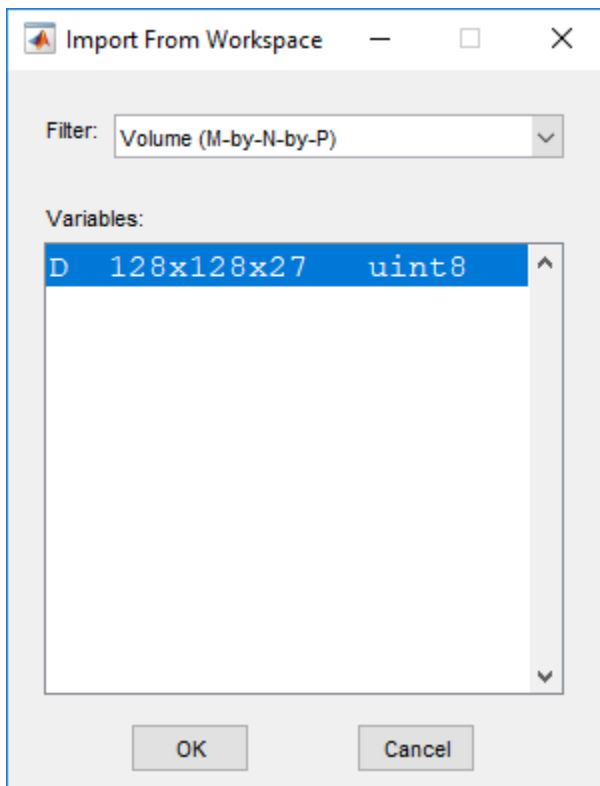 Import From Workspace
Filter: Volume (M-by-N-by-P)
Variables:
D 128x128x27 uint8
OK Cancel